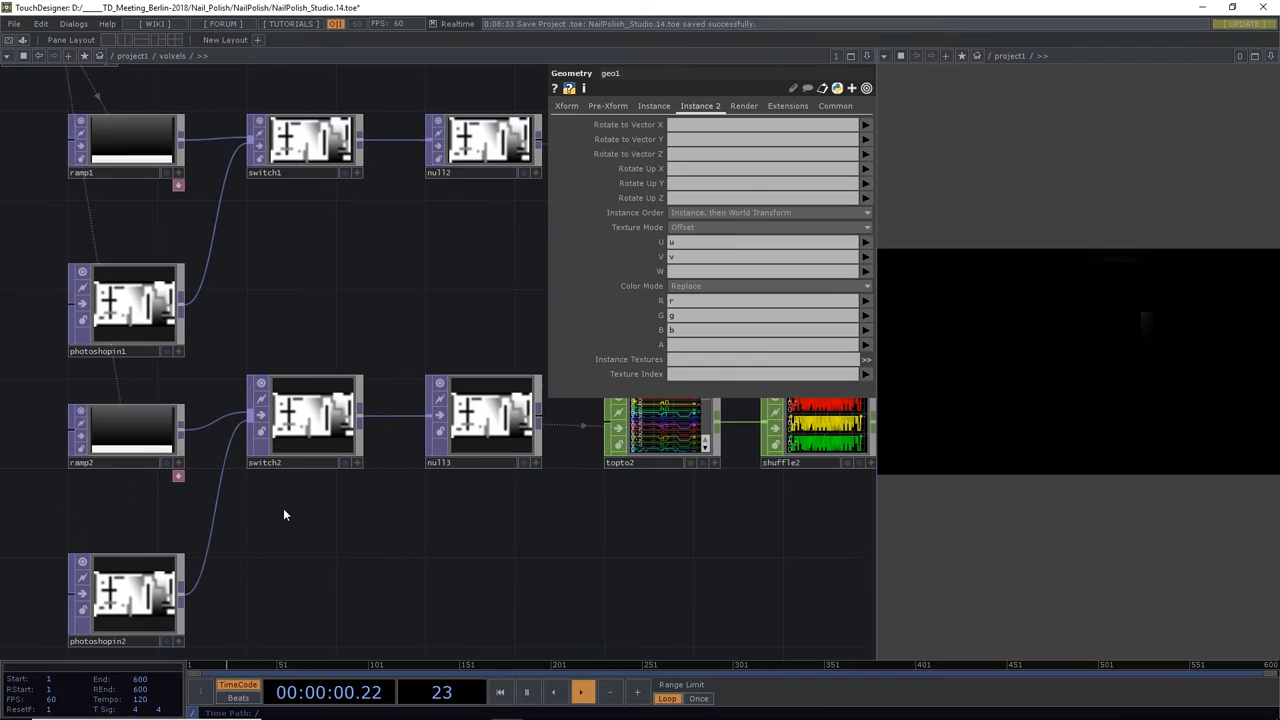 TouchDesigner: D:/_____TD_Meeting_Berlin-2018/Nail_Polish/NailPolish/NailPolish_Studio.14.toe*
File Edit Dialogs Help [ WIKI ] [ FORUM ] [ TUTORIALS ] O|I 60 FPS: 60 Realtime 0:08:33 Save Project .toe: NailPolish_Studio.14.toe saved successfully. [ UPDATE ]
Pane Layout New Layout +
/ project1 / voxels / >> 1 / project1 / >> 0
Geometry geo1
? ? i
Xform Pre-Xform Instance Instance 2 Render Extensions Common
Rotate to Vector X
Rotate to Vector Y
Rotate to Vector Z
Rotate Up X
Rotate Up Y
Rotate Up Z
Instance Order Instance, then World Transform
Texture Mode Offset
U u
V v
W
Color Mode Replace
R r
G g
B b
A
Instance Textures >>
Texture Index
ramp1 switch1 null2
photoshopin1
ramp2 switch2 null3 topto2 shuffle2
photoshopin2
1 51 101 151 201 251 301 351 401 451 501 551 600
Start: 1 End: 600
RStart: 1 REnd: 600
FPS: 60 Tempo: 120
ResetF: 1 T Sig: 4 4
TimeCode
Beats
00:00:00.22 23
Range Limit
Loop Once
/ Time Path: /